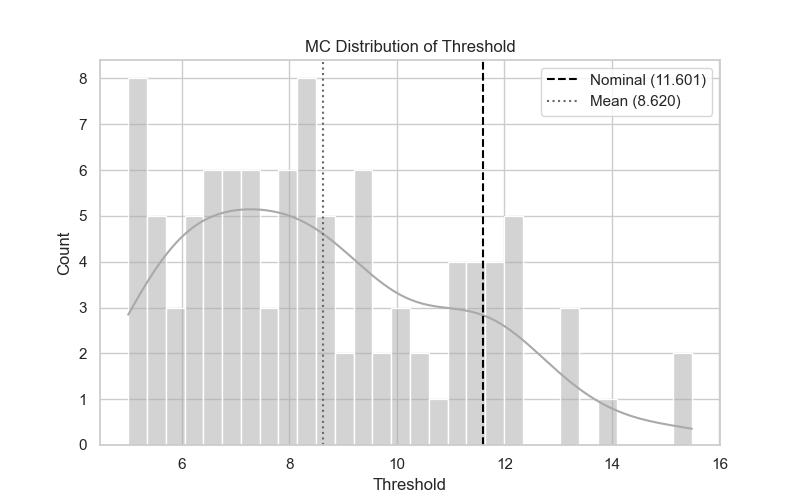 MC Distribution of Threshold
Nominal (11.601)
Mean (8.620)
Count
8
7
6
5
4
3
2
1
0
6 8 10 12 14 16
Threshold